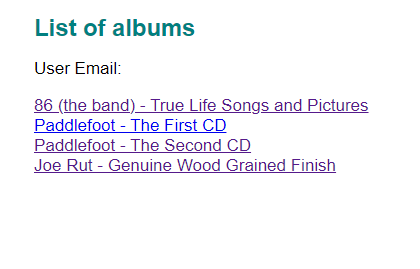 List of albums
User Email:
86 (the band) - True Life Songs and Pictures
Paddlefoot - The First CD
Paddlefoot - The Second CD
Joe Rut - Genuine Wood Grained Finish